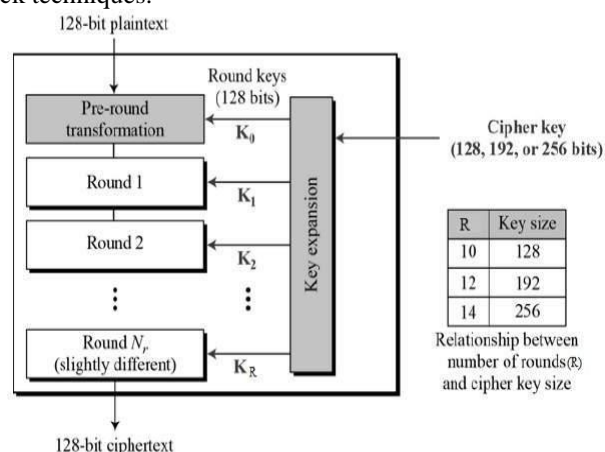 techniques.
128-bit plaintext
Round keys
(128 bits)
Pre-round
transformation
K₀
Cipher key
(128, 192, or 256 bits)
Round 1
K₁
Key expansion
Round 2
K₂
R Key size
10 128
12 192
14 256
Relationship between
number of rounds(R)
and cipher key size
Round Nᵣ
(slightly different)
K_R
128-bit ciphertext